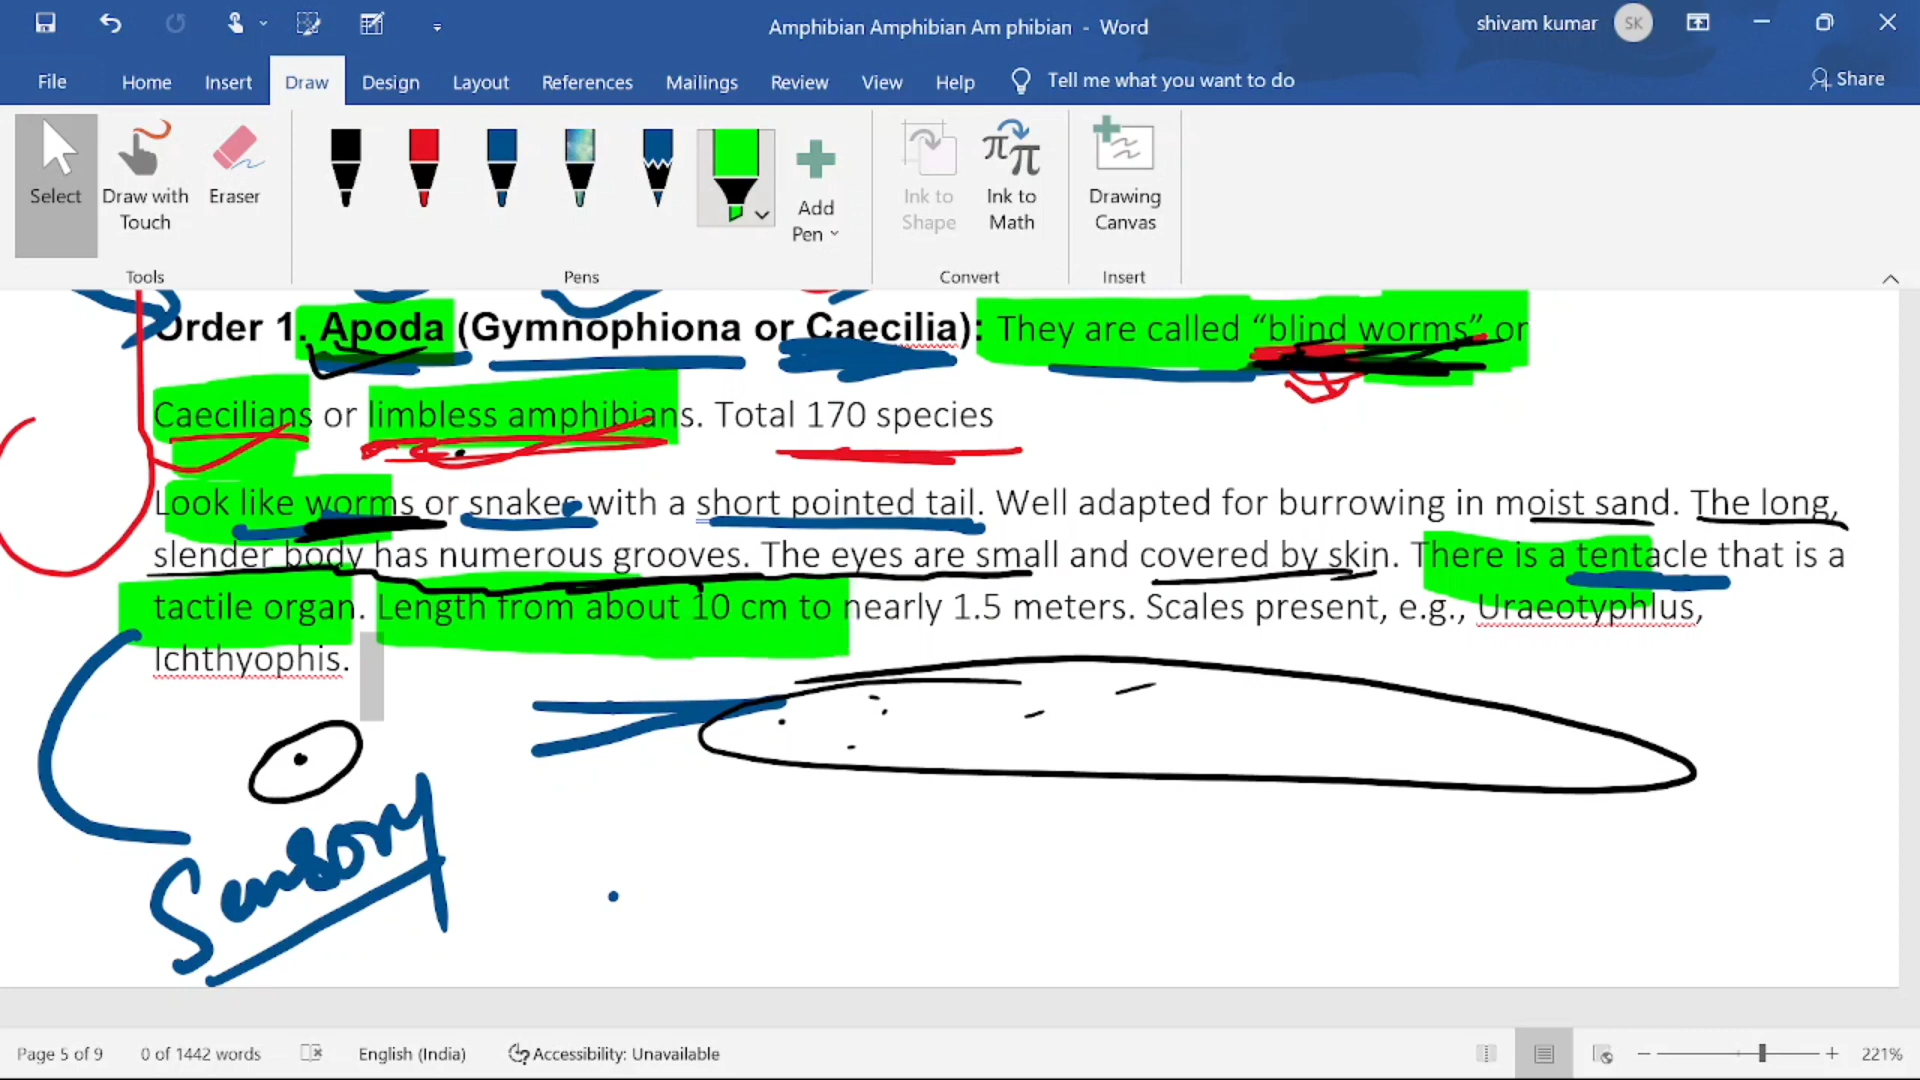 Amphibian Amphibian Am phibian - Word
shivam kumar
SK
File
Home
Insert
Draw
Design
Layout
References
Mailings
Review
View
Help
Tell me what you want to do
Share
Select
Draw with
Touch
Eraser
Add
Pen
Ink to
Shape
Ink to
Math
Drawing
Canvas
Tools
Pens
Convert
Insert
Order 1. Apoda (Gymnophiona or Caecilia): They are called “blind worms” or
Caecilians or limbless amphibians. Total 170 species
Look like worms or snakes with a short pointed tail. Well adapted for burrowing in moist sand. The long,
slender body has numerous grooves. The eyes are small and covered by skin. There is a tentacle that is a
tactile organ. Length from about 10 cm to nearly 1.5 meters. Scales present, e.g., Uraeotyphlus,
Ichthyophis.
Sensory
Page 5 of 9
0 of 1442 words
English (India)
Accessibility: Unavailable
221%